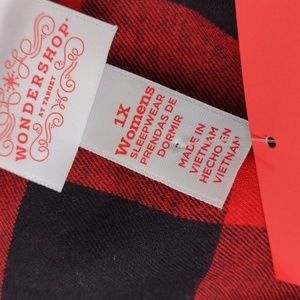 WONDERSHOP
AT TARGET
1X
Womens
SLEEPWEAR
PRENDAS DE
DORMIR
MADE IN
VIETNAM
HECHO EN
VIETNAM